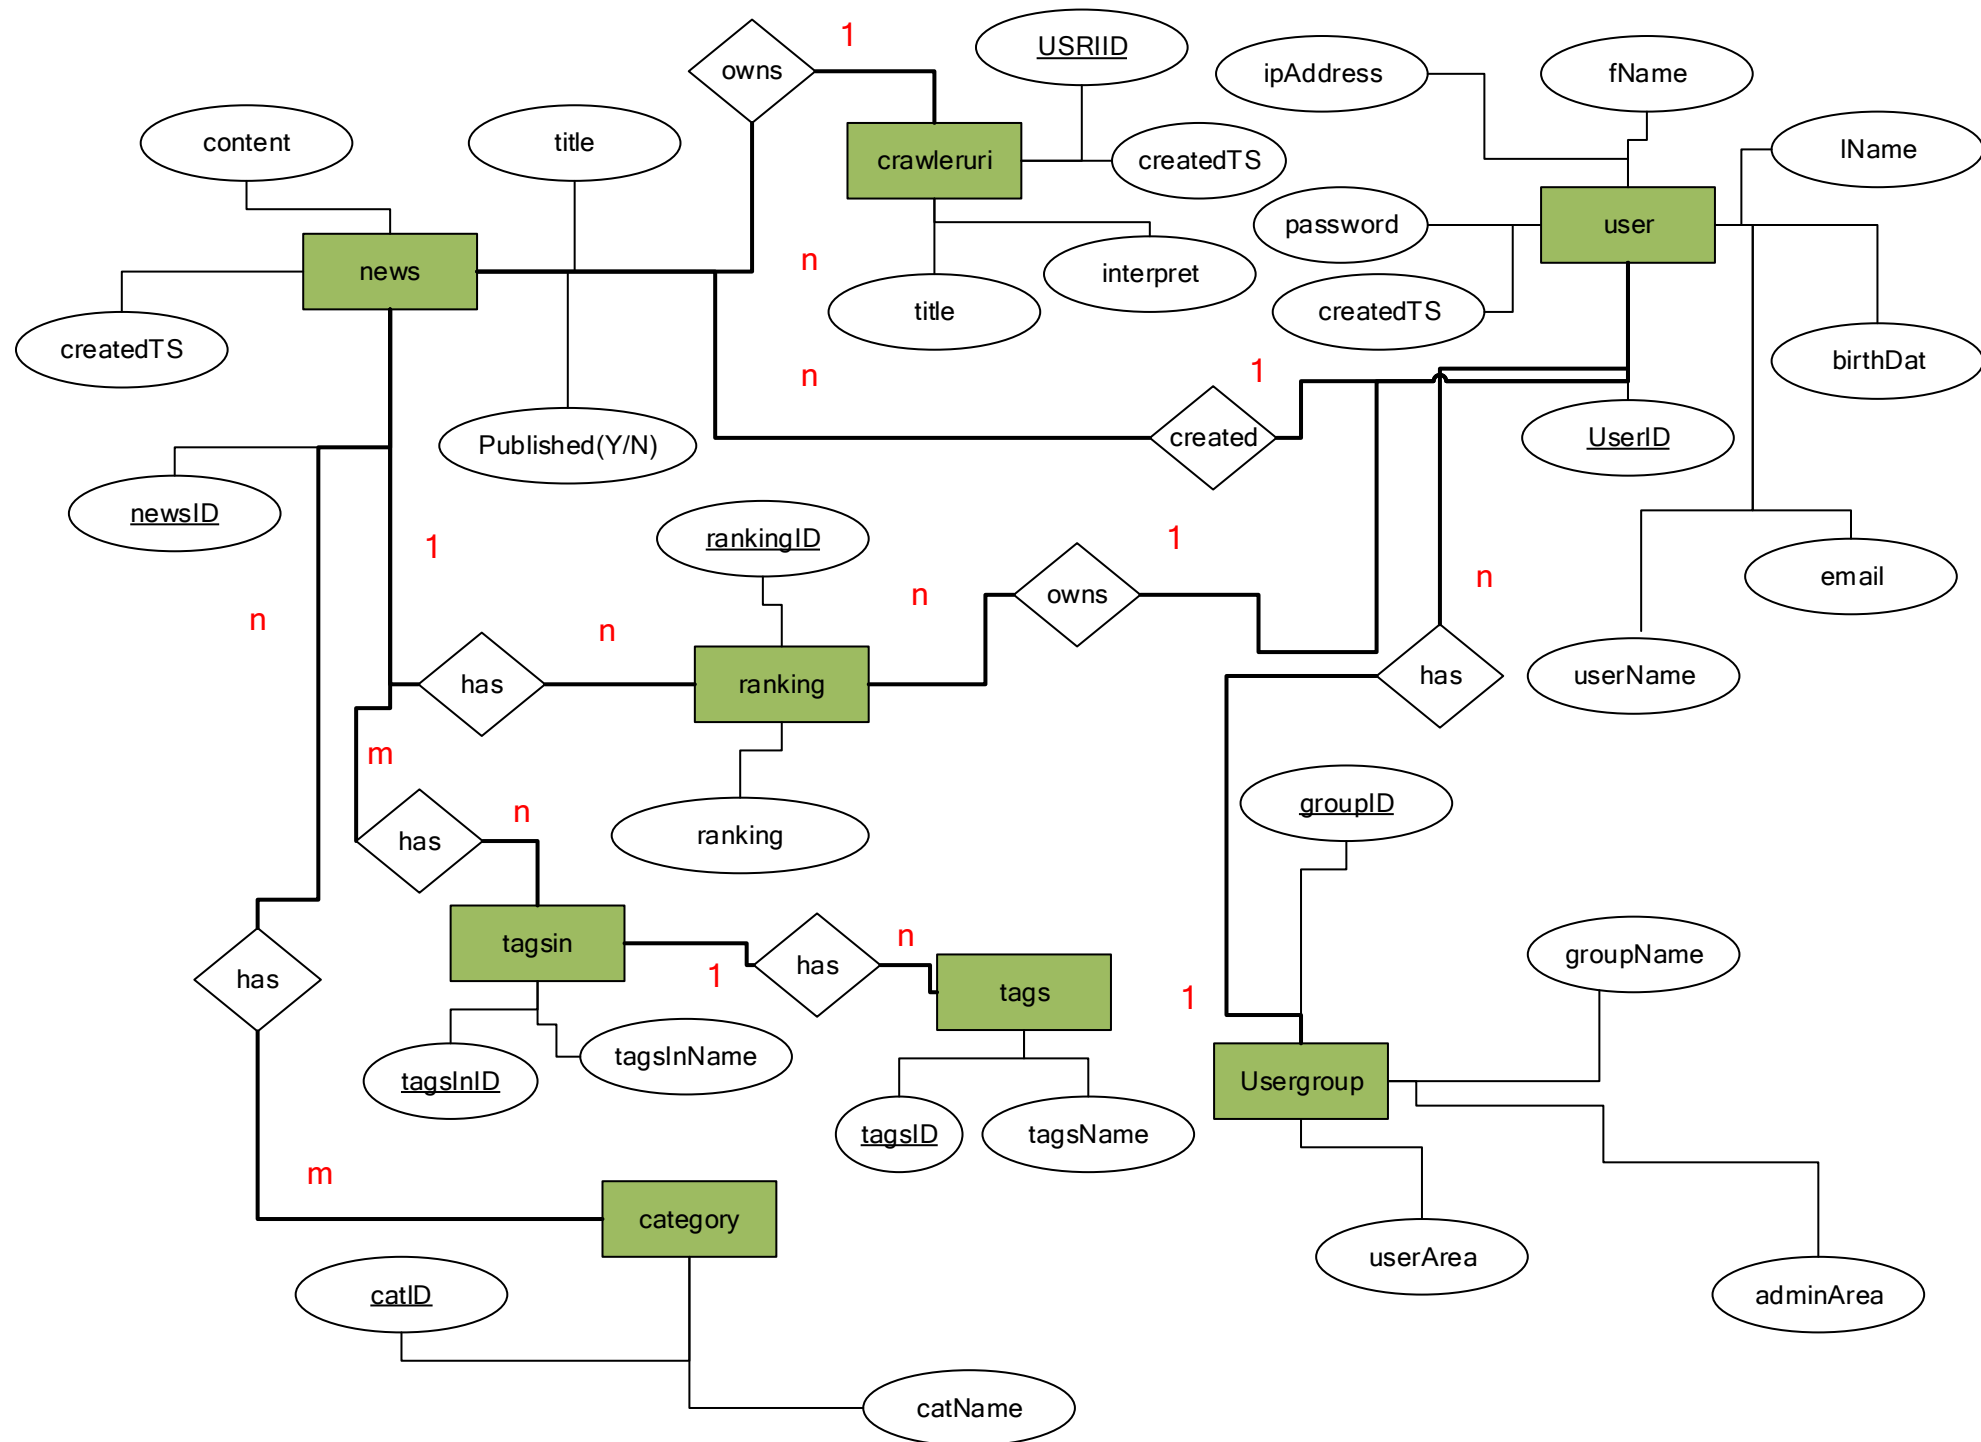 1
USRIID
owns
ipAddress
fName
content
title
lName
crawleruri
createdTS
password
user
news
n
interpret
title
createdTS
createdTS
birthDat
n
1
Published(Y/N)
created
UserID
newsID
rankingID
1
1
n
email
n
owns
n
n
has
ranking
has
userName
m
n
groupID
has
ranking
n
tagsin
has
groupName
1
has
tags
1
tagsInName
tagsInID
Usergroup
tagsID
tagsName
m
category
userArea
catID
adminArea
catName